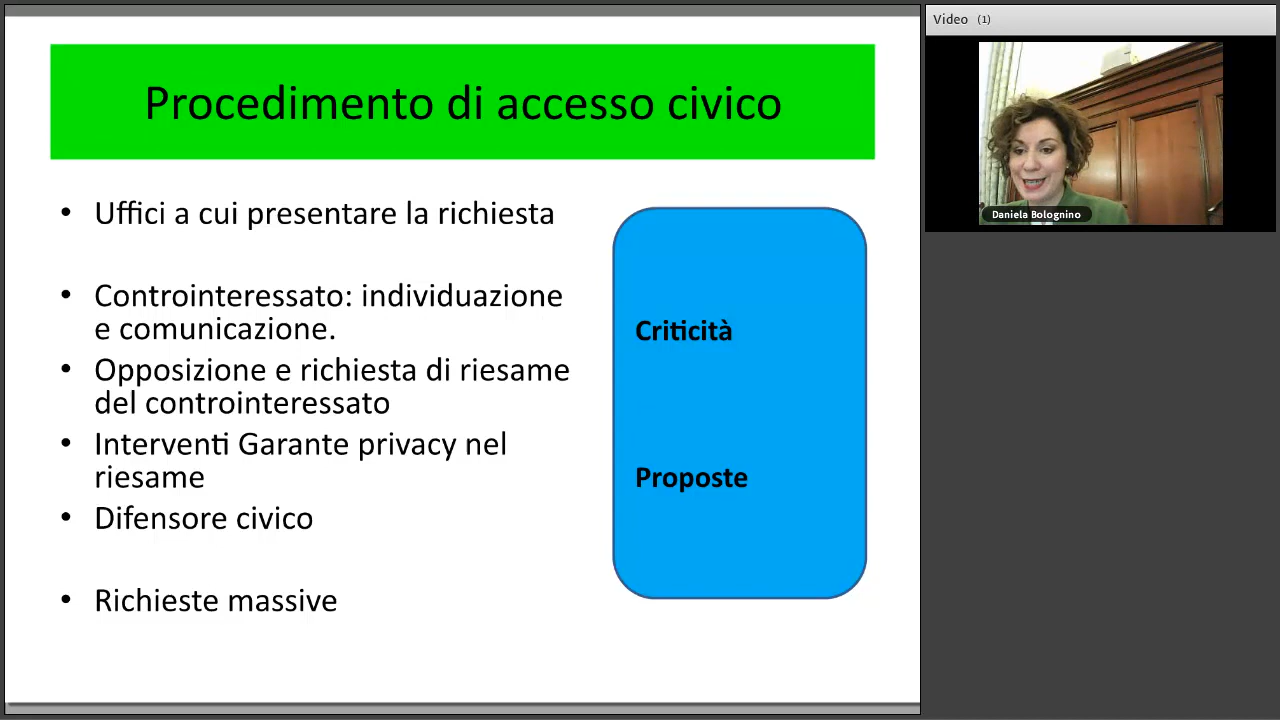 Procedimento di accesso civico
• Uffici a cui presentare la richiesta
• Controinteressato: individuazione
e comunicazione.
• Opposizione e richiesta di riesame
del controinteressato
• Interventi Garante privacy nel
riesame
• Difensore civico
• Richieste massive
Criticità
Proposte
Video (1)
Daniela Bolognino